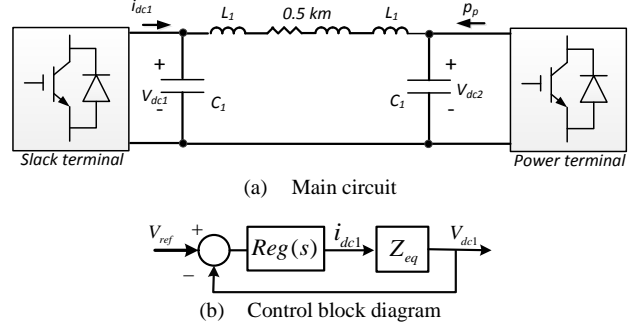 i_dc1
L_1
0.5 km
L_1
p_p
+
+
V_dc1
C_1
C_1
V_dc2
-
-
Slack terminal
Power terminal
(a) Main circuit
V_ref
+
−
Reg(s)
i_dc1
Z_eq
V_dc1
(b) Control block diagram